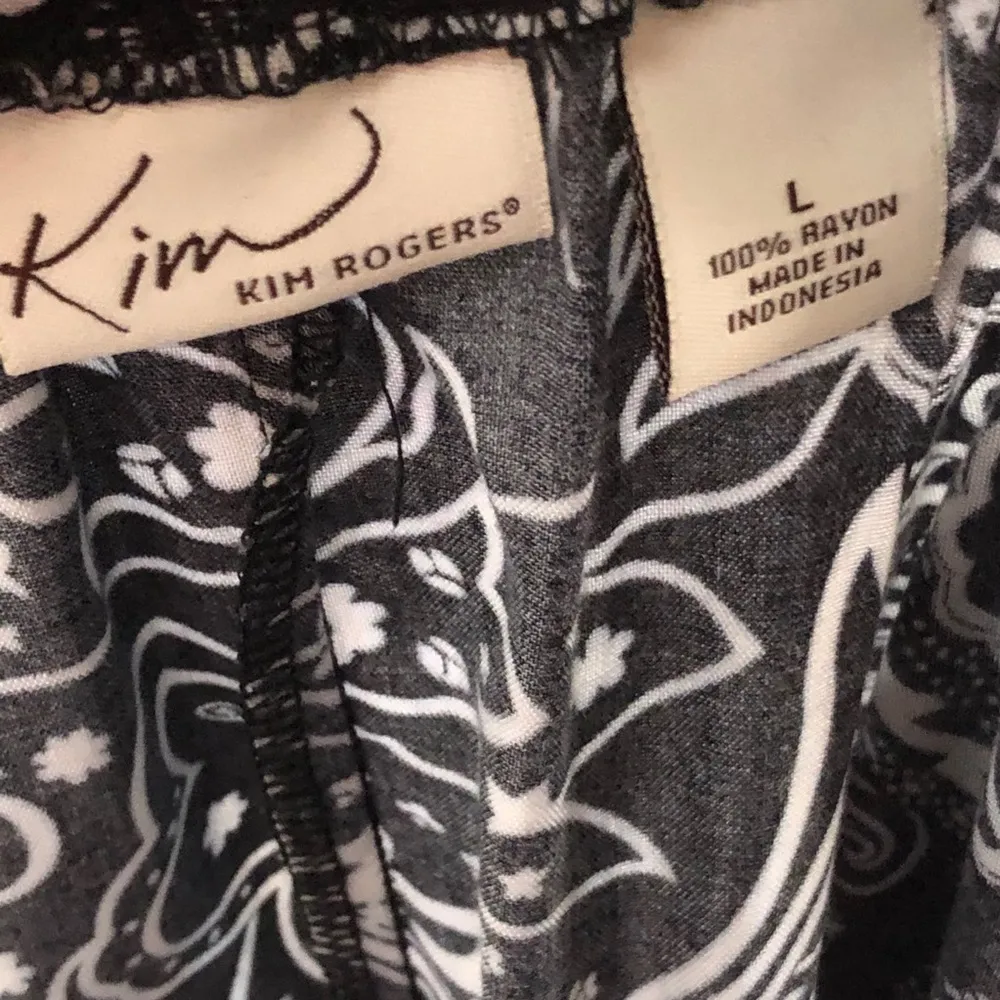 Kim
KIM ROGERS®
L
100% RAYON
MADE IN
INDONESIA